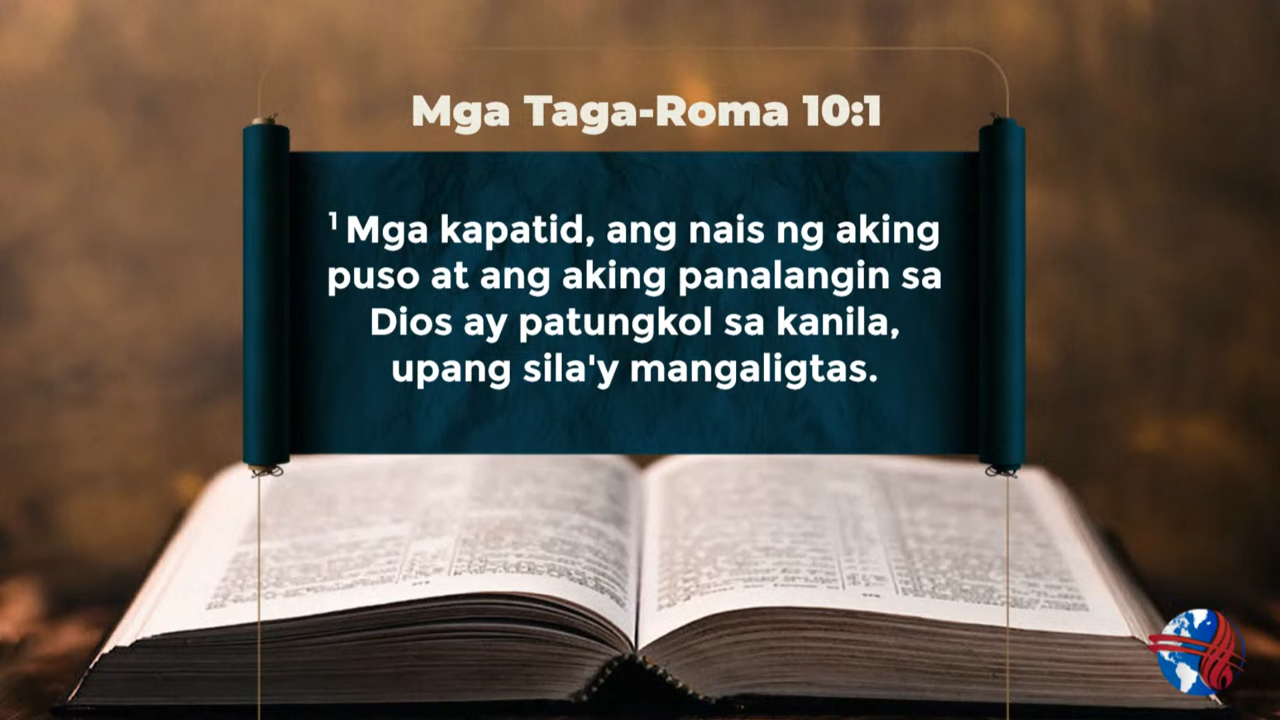 Mga Taga-Roma 10:1
¹ Mga kapatid, ang nais ng aking
puso at ang aking panalangin sa
Dios ay patungkol sa kanila,
upang sila'y mangaligtas.